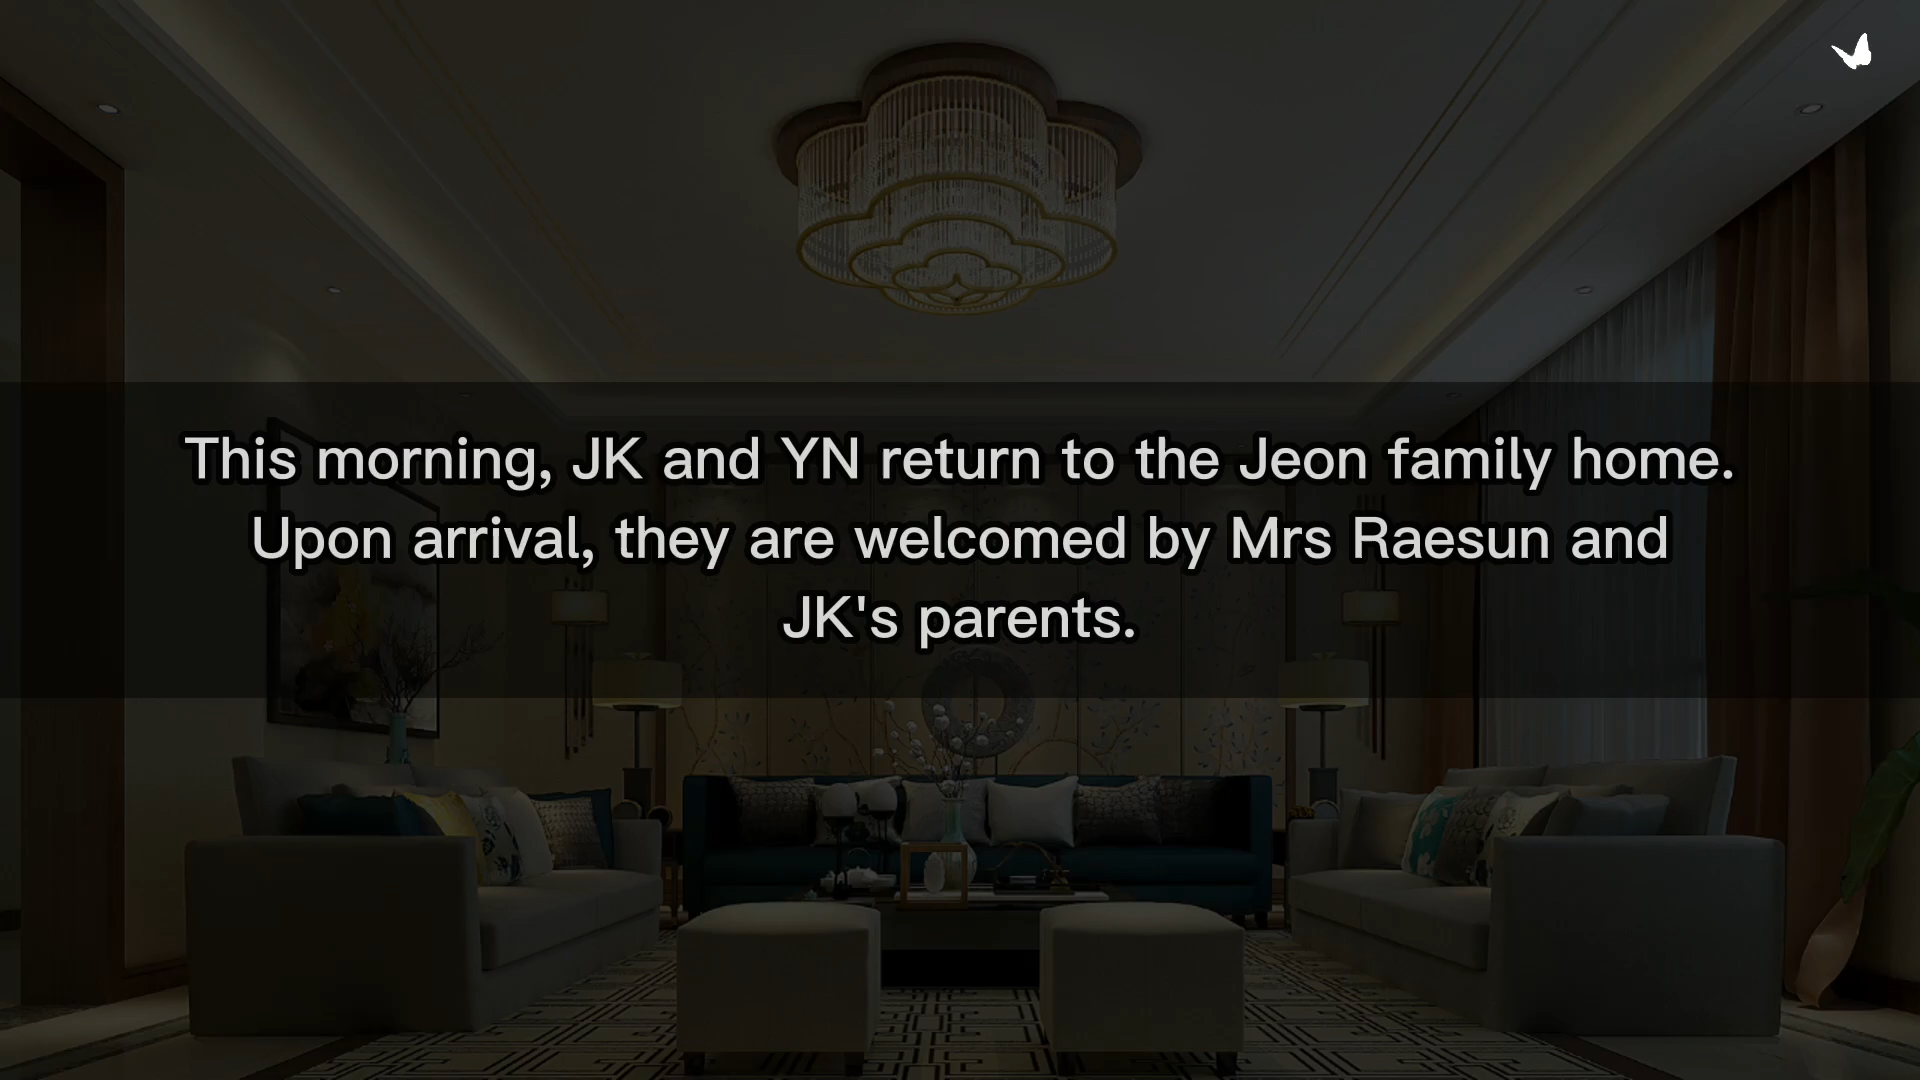 This morning, JK and YN return to the Jeon family home.
Upon arrival, they are welcomed by Mrs Raesun and
JK's parents.